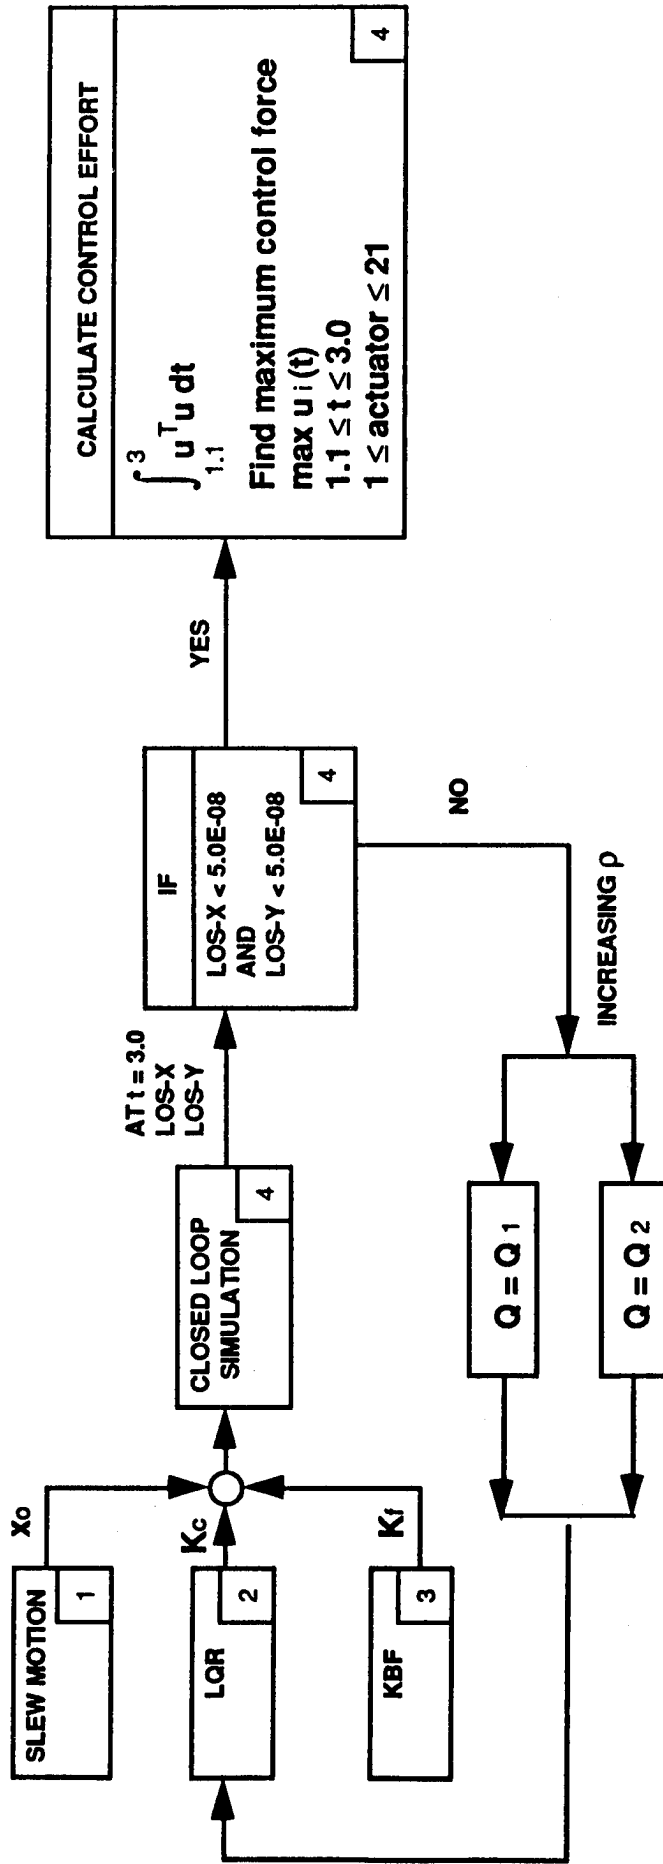 SLEW MOTION
1
Xo
LQR
2
Kc
KBF
3
Kf
CLOSED LOOP
SIMULATION
4
AT t = 3.0
LOS-X
LOS-Y
IF
LOS-X < 5.0E-08
AND
LOS-Y < 5.0E-08
4
YES
NO
CALCULATE CONTROL EFFORT
∫ 3 1.1 u T u dt
Find maximum control force
max u i (t)
1.1 ≤ t ≤ 3.0
1 ≤ actuator ≤ 21
4
INCREASING ρ
Q = Q 1
Q = Q 2